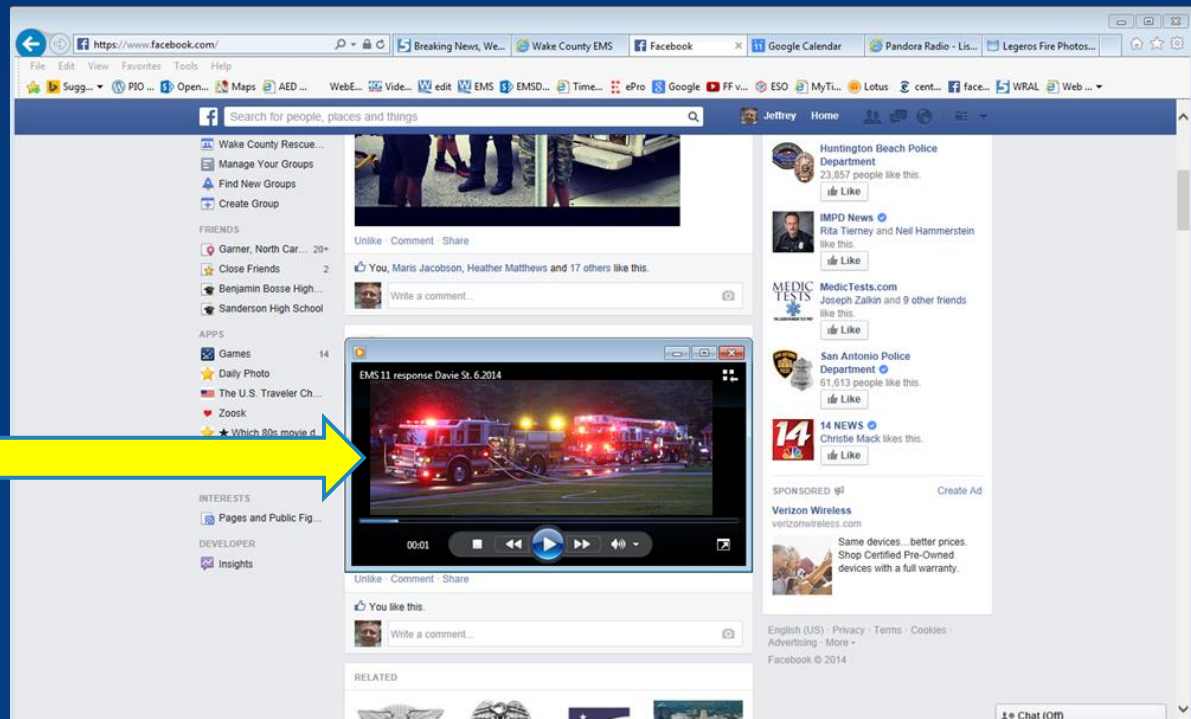 https://www.facebook.com/
Breaking News, We...
Wake County EMS
Facebook
Google Calendar
Pandora Radio - Lis...
Legeros Fire Photos...
File Edit View Favorites Tools Help
Sugg... PIO ... Open... Maps AED ... WebE... Vide... edit EMS EMSD... Time... ePro Google FF v... ESO MyTi... Lotus cent... face... WRAL Web ...
Search for people, places and things
Jeffrey Home
Wake County Rescue...
Manage Your Groups
Find New Groups
Create Group
FRIENDS
Garner, North Car... 20+
Close Friends 2
Benjamin Bosse High...
Sanderson High School
APPS
Games 14
Daily Photo
The U.S. Traveler Ch...
Zoosk
★ Which 80s movie d...
INTERESTS
Pages and Public Fig...
DEVELOPER
Insights
Unlike · Comment · Share
You, Maris Jacobson, Heather Matthews and 17 others like this.
Write a comment...
EMS 11 response Davie St. 6.2014
00:01
Unlike · Comment · Share
You like this.
Write a comment...
RELATED
Huntington Beach Police
Department
23,857 people like this.
Like
IMPD News
Rita Tierney and Neil Hammerstein
like this.
Like
MEDIC
TESTS
MedicTests.com
Joseph Zalkin and 9 other friends
like this.
Like
San Antonio Police
Department
61,613 people like this.
Like
14
14 NEWS
Christie Mack likes this.
Like
SPONSORED
Create Ad
Verizon Wireless
verizonwireless.com
Same devices...better prices.
Shop Certified Pre-Owned
devices with a full warranty.
English (US) · Privacy · Terms · Cookies ·
Advertising · More
Facebook © 2014
Chat (Off)